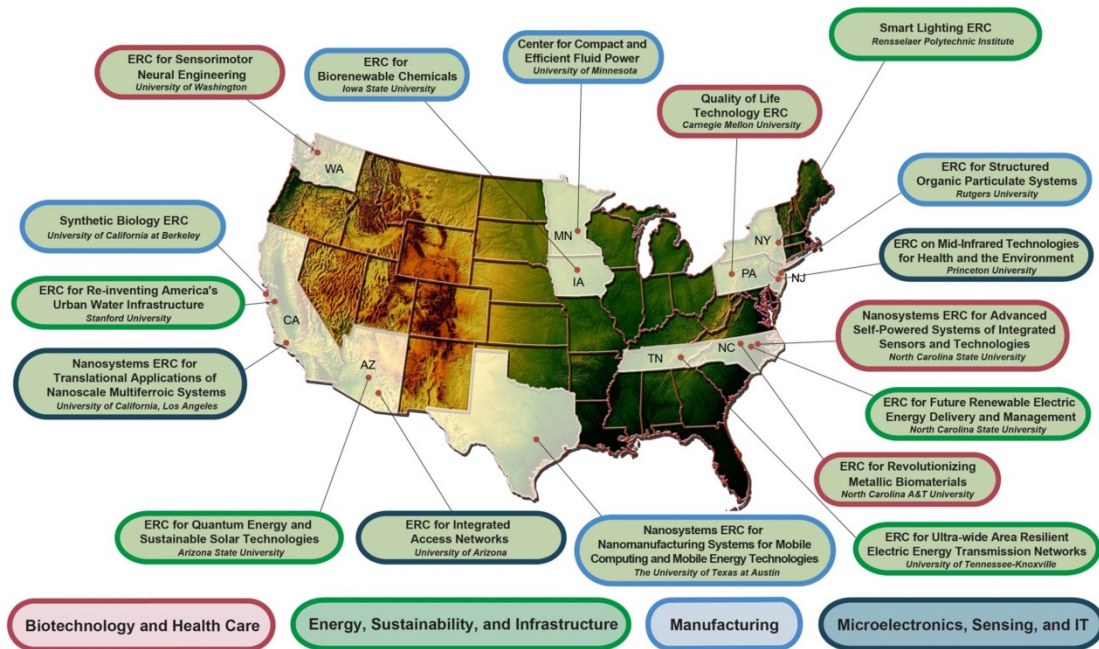 ERC for Sensorimotor
Neural Engineering
University of Washington
ERC for
Biorenewable Chemicals
Iowa State University
Center for Compact and
Efficient Fluid Power
University of Minnesota
Smart Lighting ERC
Rensselaer Polytechnic Institute
Quality of Life
Technology ERC
Carnegie Mellon University
ERC for Structured
Organic Particulate Systems
Rutgers University
Synthetic Biology ERC
University of California at Berkeley
ERC on Mid-Infrared Technologies
for Health and the Environment
Princeton University
ERC for Re-inventing America's
Urban Water Infrastructure
Stanford University
Nanosystems ERC for Advanced
Self-Powered Systems of Integrated
Sensors and Technologies
North Carolina State University
Nanosystems ERC for
Translational Applications of
Nanoscale Multiferroic Systems
University of California, Los Angeles
ERC for Future Renewable Electric
Energy Delivery and Management
North Carolina State University
ERC for Revolutionizing
Metallic Biomaterials
North Carolina A&T University
ERC for Quantum Energy and
Sustainable Solar Technologies
Arizona State University
ERC for Integrated
Access Networks
University of Arizona
Nanosystems ERC for
Nanomanufacturing Systems for Mobile
Computing and Mobile Energy Technologies
The University of Texas at Austin
ERC for Ultra-wide Area Resilient
Electric Energy Transmission Networks
University of Tennessee-Knoxville
WA
MN
IA
NY
PA
NJ
CA
AZ
TN
NC
Biotechnology and Health Care
Energy, Sustainability, and Infrastructure
Manufacturing
Microelectronics, Sensing, and IT